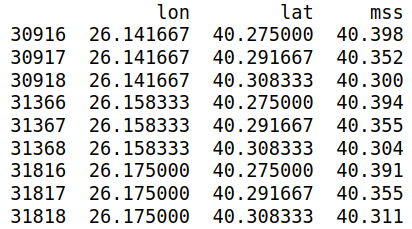 lon lat mss
30916 26.141667 40.275000 40.398
30917 26.141667 40.291667 40.352
30918 26.141667 40.308333 40.300
31366 26.158333 40.275000 40.394
31367 26.158333 40.291667 40.355
31368 26.158333 40.308333 40.304
31816 26.175000 40.275000 40.391
31817 26.175000 40.291667 40.355
31818 26.175000 40.308333 40.311